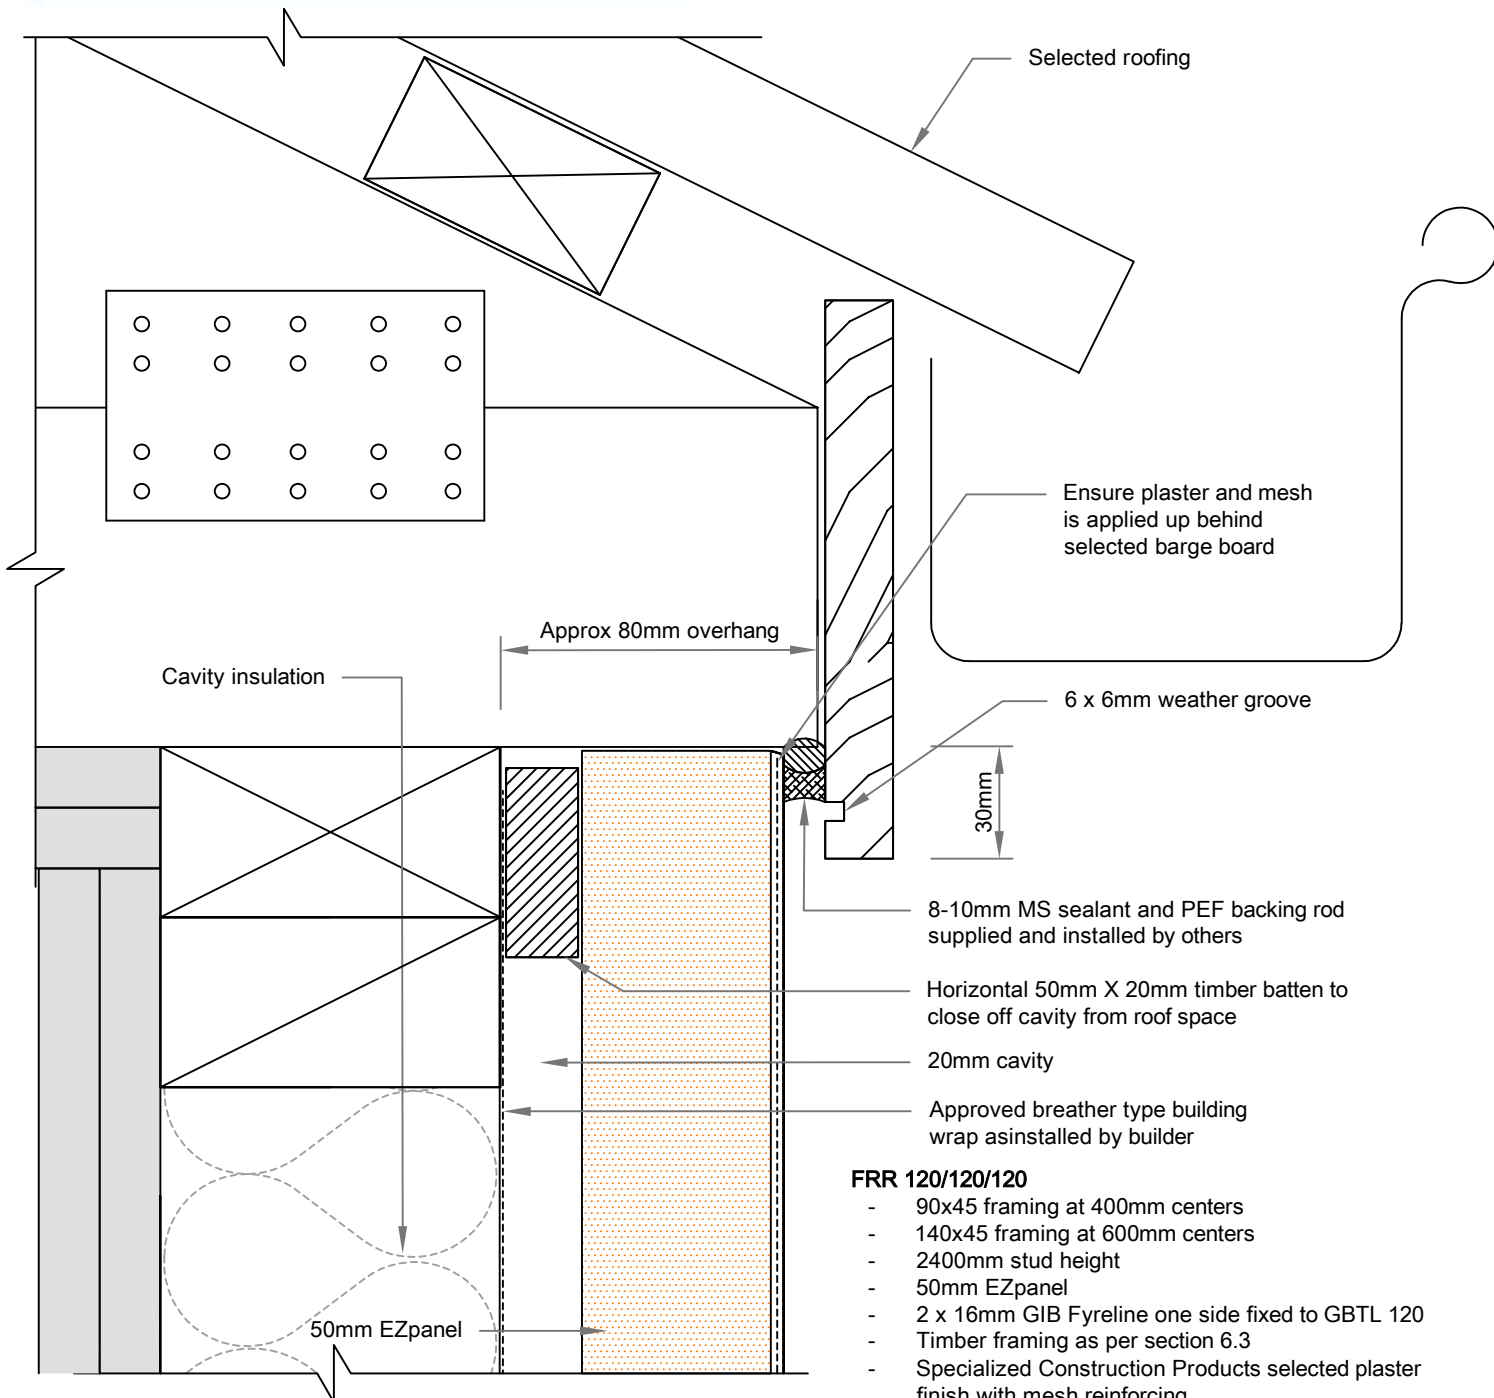 Selected roofing
Ensure plaster and mesh
is applied up behind
selected barge board
Approx 80mm overhang
Cavity insulation
6 x 6mm weather groove
30mm
8-10mm MS sealant and PEF backing rod
supplied and installed by others
Horizontal 50mm X 20mm timber batten to
close off cavity from roof space
20mm cavity
Approved breather type building
wrap asinstalled by builder
FRR 120/120/120
- 90x45 framing at 400mm centers
- 140x45 framing at 600mm centers
- 2400mm stud height
- 50mm EZpanel
- 2 x 16mm GIB Fyreline one side fixed to GBTL 120
- Timber framing as per section 6.3
- Specialized Construction Products selected plaster
finish with mesh reinforcing
50mm EZpanel